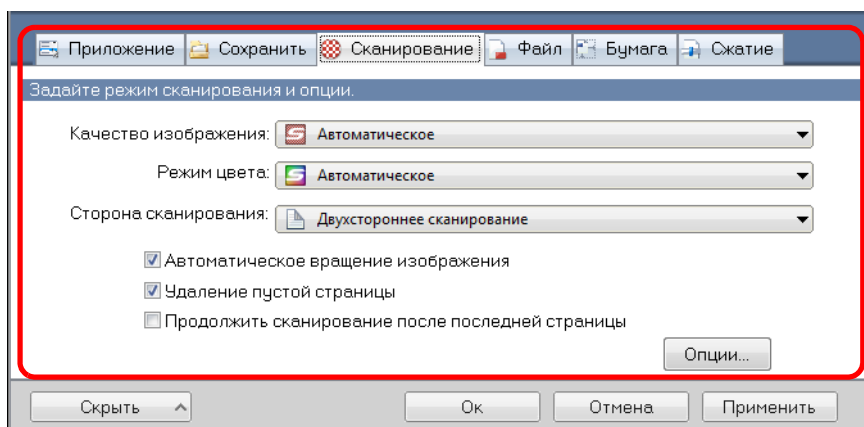 Приложение Сохранить Сканирование Файл Бумага Сжатие
Задайте режим сканирования и опции.
Качество изображения: Автоматическое
Режим цвета: Автоматическое
Сторона сканирования: Двухстороннее сканирование
Автоматическое вращение изображения
Удаление пустой страницы
Продолжить сканирование после последней страницы
Опции...
Скрыть Ок Отмена Применить